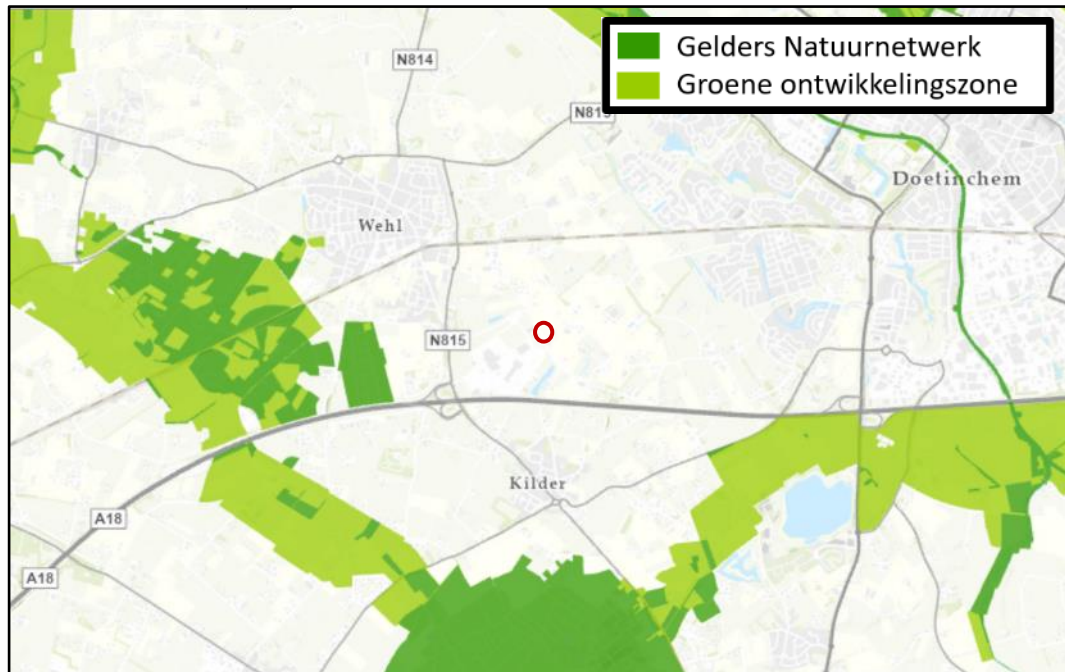 Gelders Natuurnetwerk
Groene ontwikkelingszone
N814
N815
Doetinchem
Wehl
N815
Kilder
A18
A18